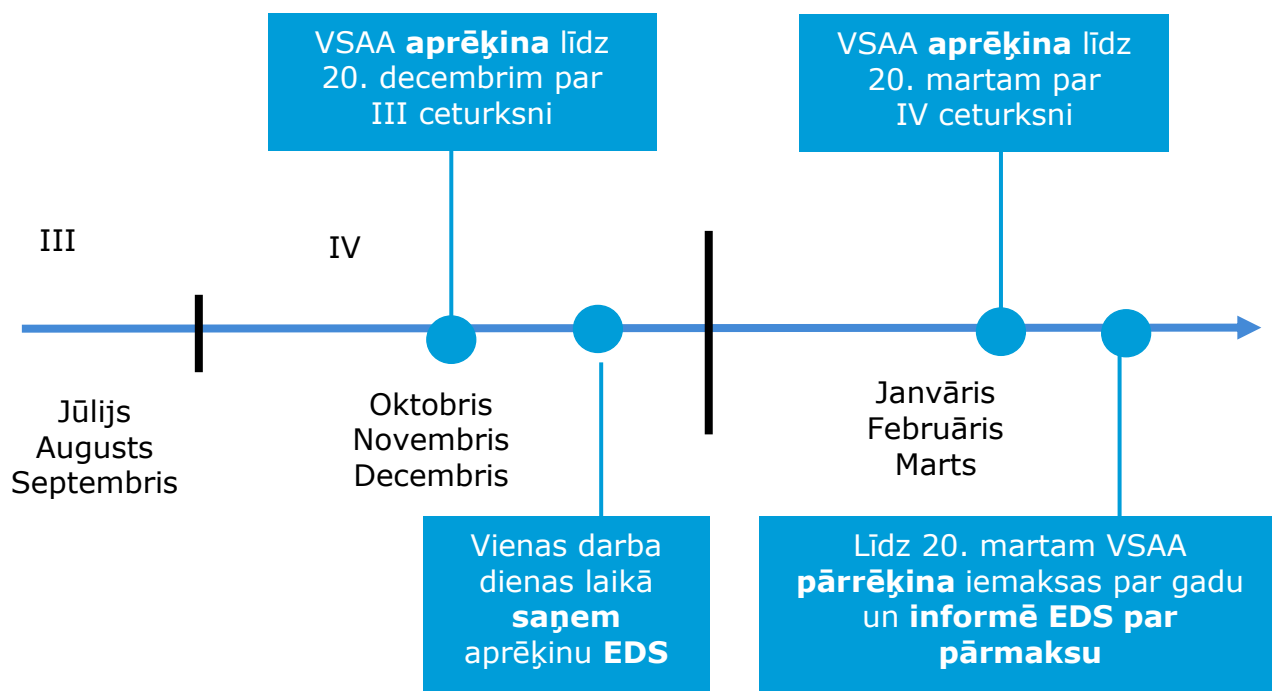 VSAA aprēķina līdz
20. decembrim par
III ceturksni
VSAA aprēķina līdz
20. martam par
IV ceturksni
III
IV
Jūlijs
Augusts
Septembris
Oktobris
Novembris
Decembris
Janvāris
Februāris
Marts
Vienas darba
dienas laikā
saņem
aprēķinu EDS
Līdz 20. martam VSAA
pārrēķina iemaksas par gadu
un informē EDS par
pārmaksu